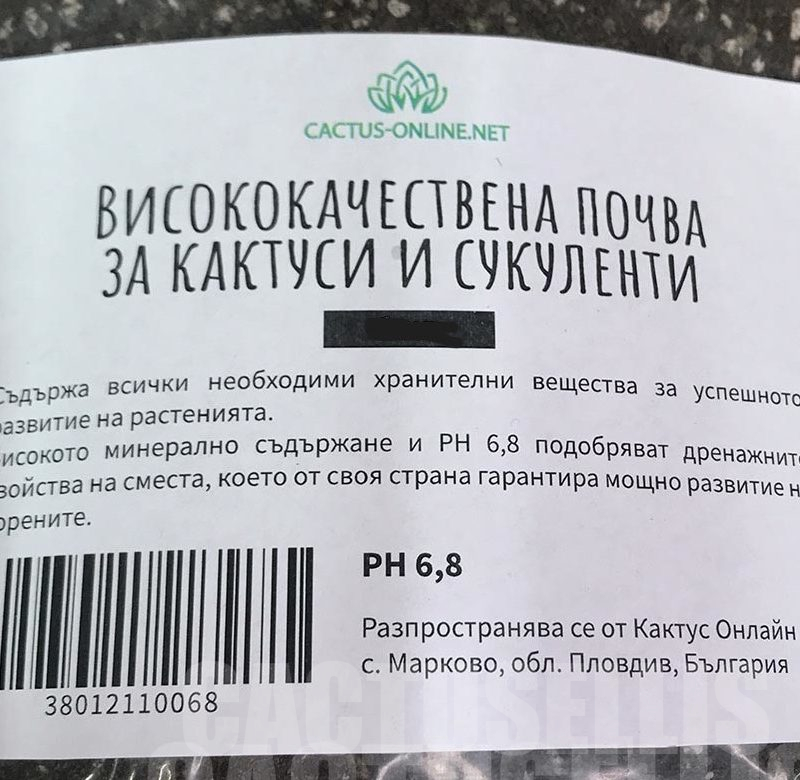 CACTUS-ONLINE.NET
ВИСОКОКАЧЕСТВЕНА ПОЧВА
ЗА КАКТУСИ И СУКУЛЕНТИ
Съдържа всички необходими хранителни вещества за успешното
развитие на растенията.
Високото минерално съдържане и PH 6,8 подобряват дренажните
свойства на сместа, което от своя страна гарантира мощно развитие на
корените.
PH 6,8
Разпространява се от Кактус Онлайн
с. Марково, обл. Пловдив, България
38012110068
CACTUSELLIS